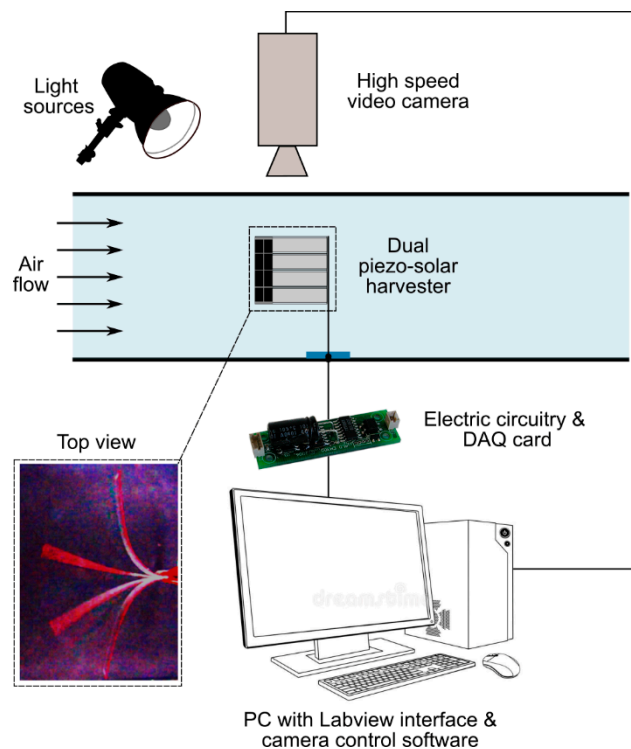 Light
sources
High speed
video camera
Air
flow
Dual
piezo-solar
harvester
Electric circuitry &
DAQ card
Top view
dreamstime
PC with Labview interface &
camera control software